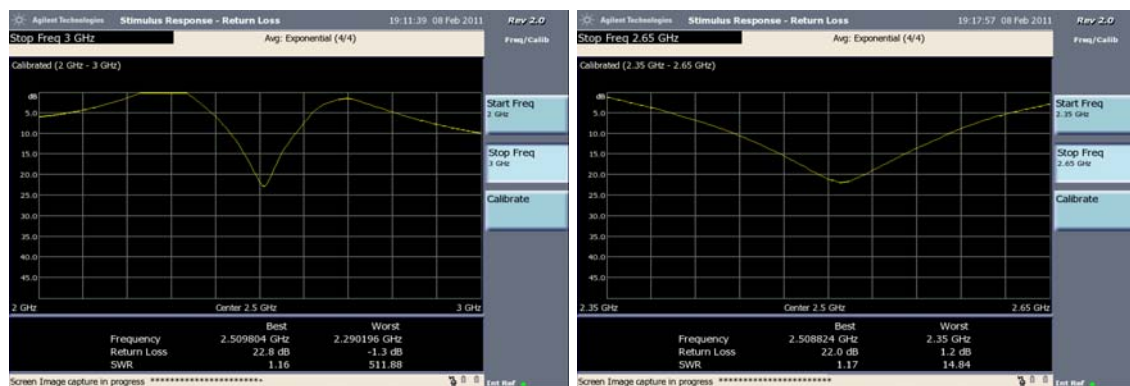 Agilent Technologies Stimulus Response - Return Loss 19:11:39 08 Feb 2011 Rev 2.0
Stop Freq 3 GHz Avg: Exponential (4/4) Freq/Calib
Calibrated (2 GHz - 3 GHz)
dB
5.0
10.0
15.0
20.0
25.0
30.0
35.0
40.0
45.0
2 GHz Center 2.5 GHz 3 GHz
Start Freq
2 GHz
Stop Freq
3 GHz
Calibrate
Best Worst
Frequency 2.509804 GHz 2.290196 GHz
Return Loss 22.8 dB -1.3 dB
SWR 1.16 511.88
Screen Image capture in progress ***********************
Int Ref
Agilent Technologies Stimulus Response - Return Loss 19:17:57 08 Feb 2011 Rev 2.0
Stop Freq 2.65 GHz Avg: Exponential (4/4) Freq/Calib
Calibrated (2.35 GHz - 2.65 GHz)
dB
5.0
10.0
15.0
20.0
25.0
30.0
35.0
40.0
45.0
2.35 GHz Center 2.5 GHz 2.65 GHz
Start Freq
2.35 GHz
Stop Freq
2.65 GHz
Calibrate
Best Worst
Frequency 2.508824 GHz 2.35 GHz
Return Loss 22.0 dB 1.2 dB
SWR 1.17 14.84
Screen Image capture in progress ***********************
Int Ref